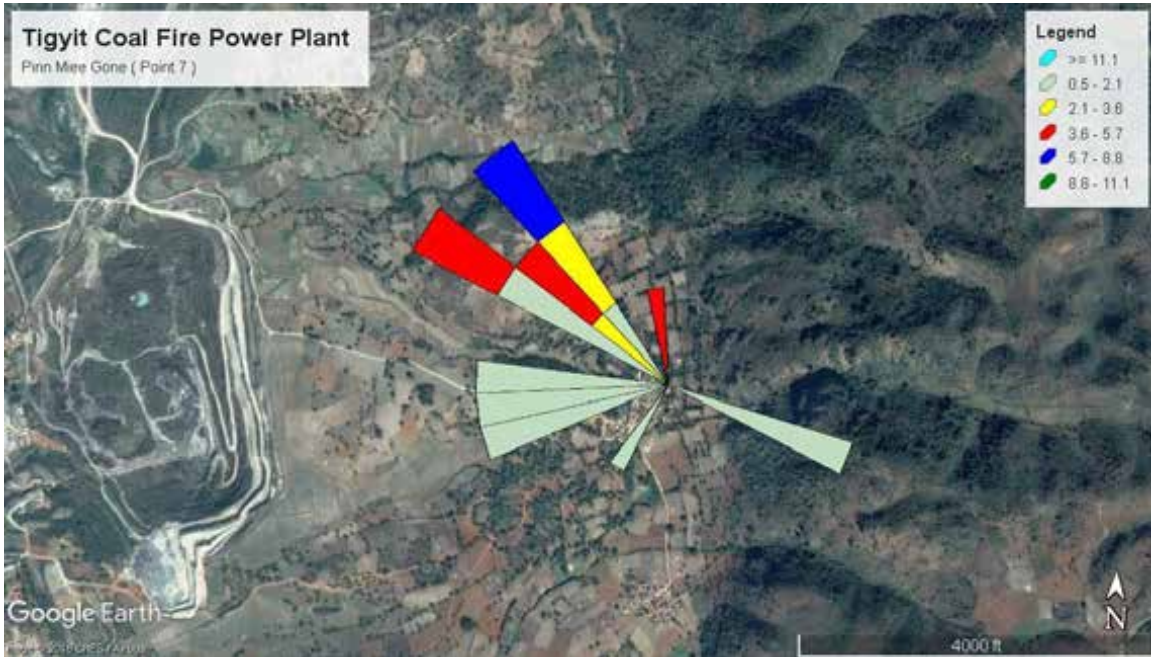 Tigyit Coal Fire Power Plant
Pinn Mee Gone ( Point 7 )
Legend
>= 11.1
0.5 - 2.1
2.1 - 3.6
3.6 - 5.7
5.7 - 8.8
8.8 - 11.1
Google Earth
N
4000 ft